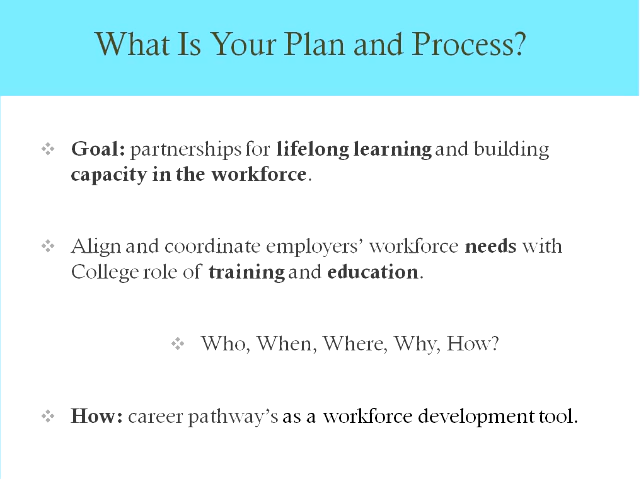 What Is Your Plan and Process?
Goal: partnerships for lifelong learning and building
capacity in the workforce.
Align and coordinate employers’ workforce needs with
College role of training and education.
Who, When, Where, Why, How?
How: career pathway’s as a workforce development tool.